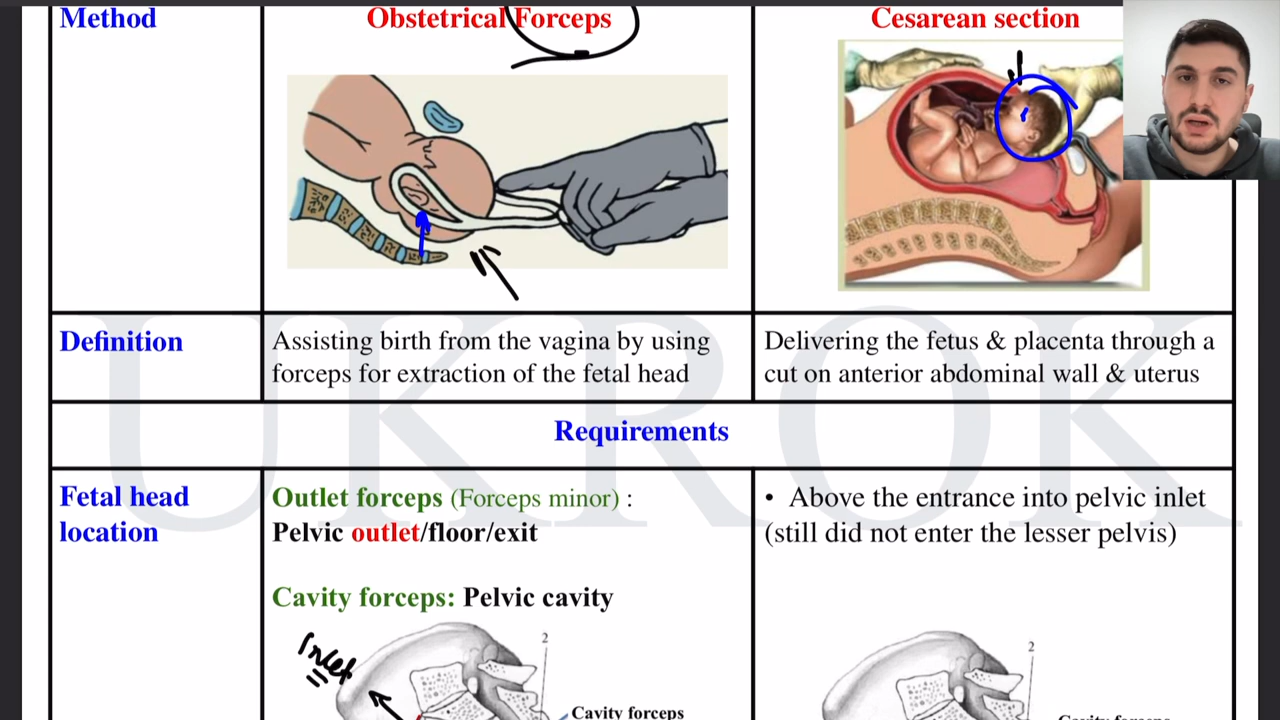 Method
Obstetrical Forceps
Cesarean section
Definition
Assisting birth from the vagina by using
forceps for extraction of the fetal head
Delivering the fetus & placenta through a
cut on anterior abdominal wall & uterus
Requirements
Fetal head
location
Outlet forceps (Forceps minor) :
Pelvic outlet/floor/exit
Cavity forceps: Pelvic cavity
• Above the entrance into pelvic inlet
(still did not enter the lesser pelvis)
Inlet
2
Cavity forceps
2
Cavity forceps
UKROK